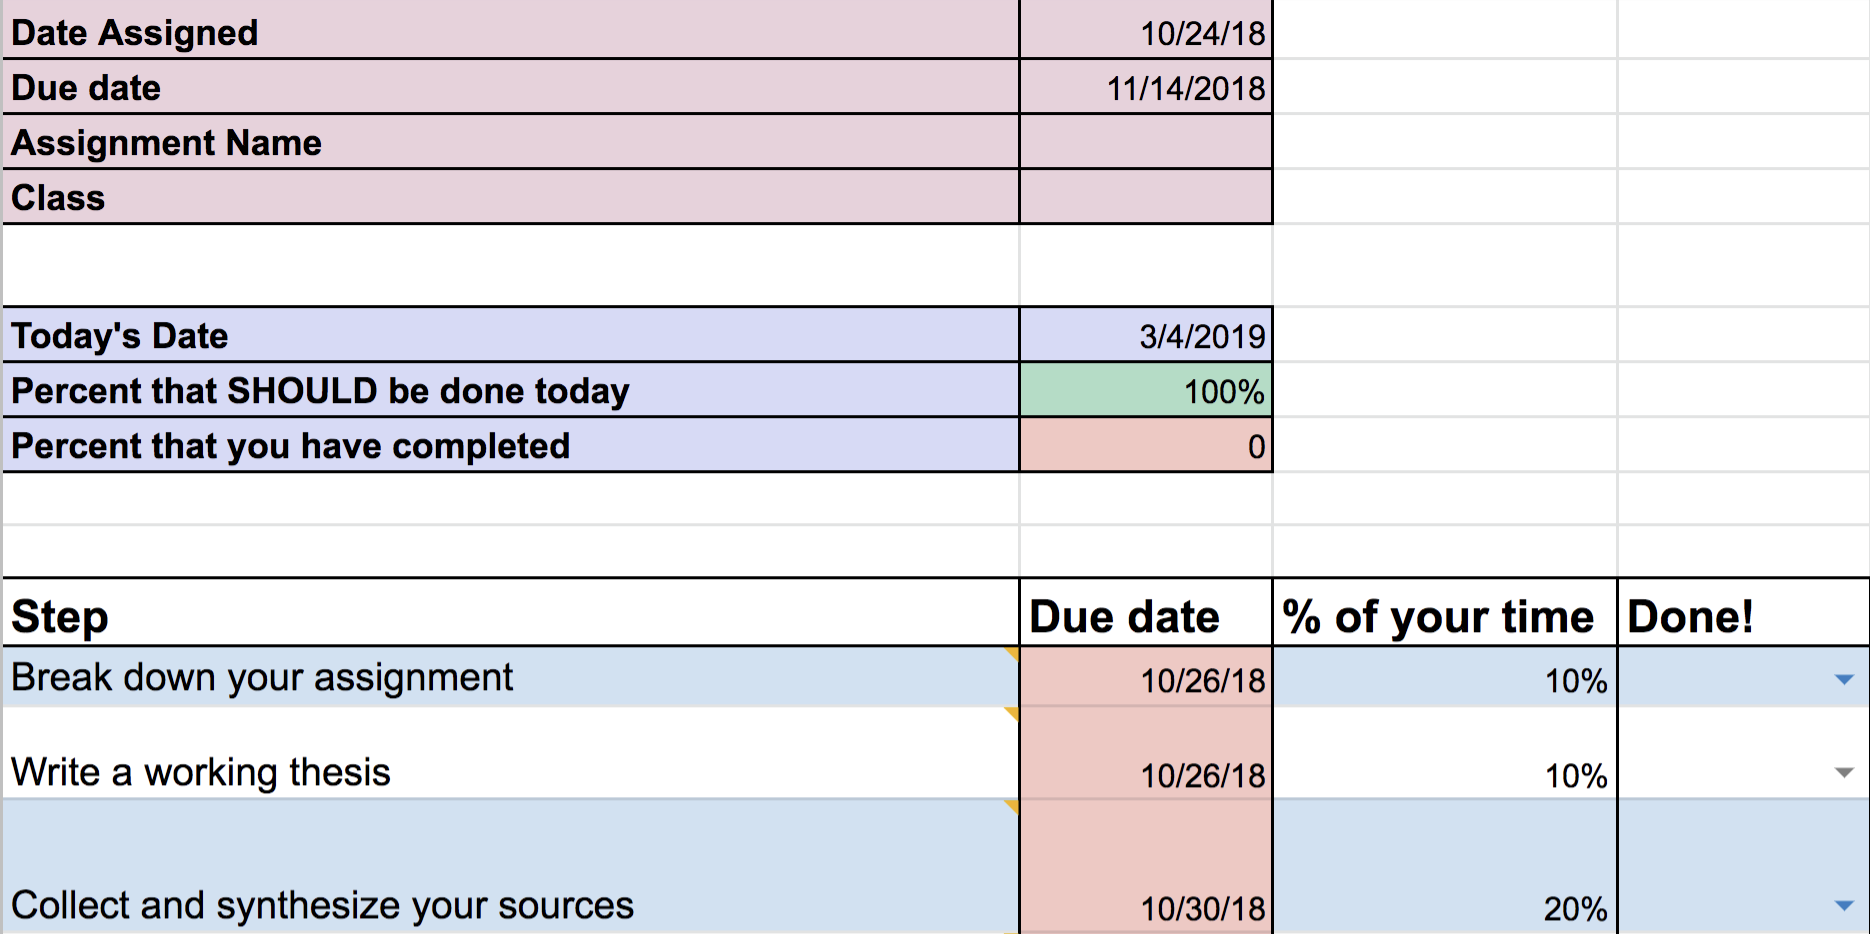 Date Assigned 10/24/18
Due date 11/14/2018
Assignment Name
Class
Today's Date 3/4/2019
Percent that SHOULD be done today 100%
Percent that you have completed 0
Step Due date % of your time Done!
Break down your assignment 10/26/18 10%
Write a working thesis 10/26/18 10%
Collect and synthesize your sources 10/30/18 20%